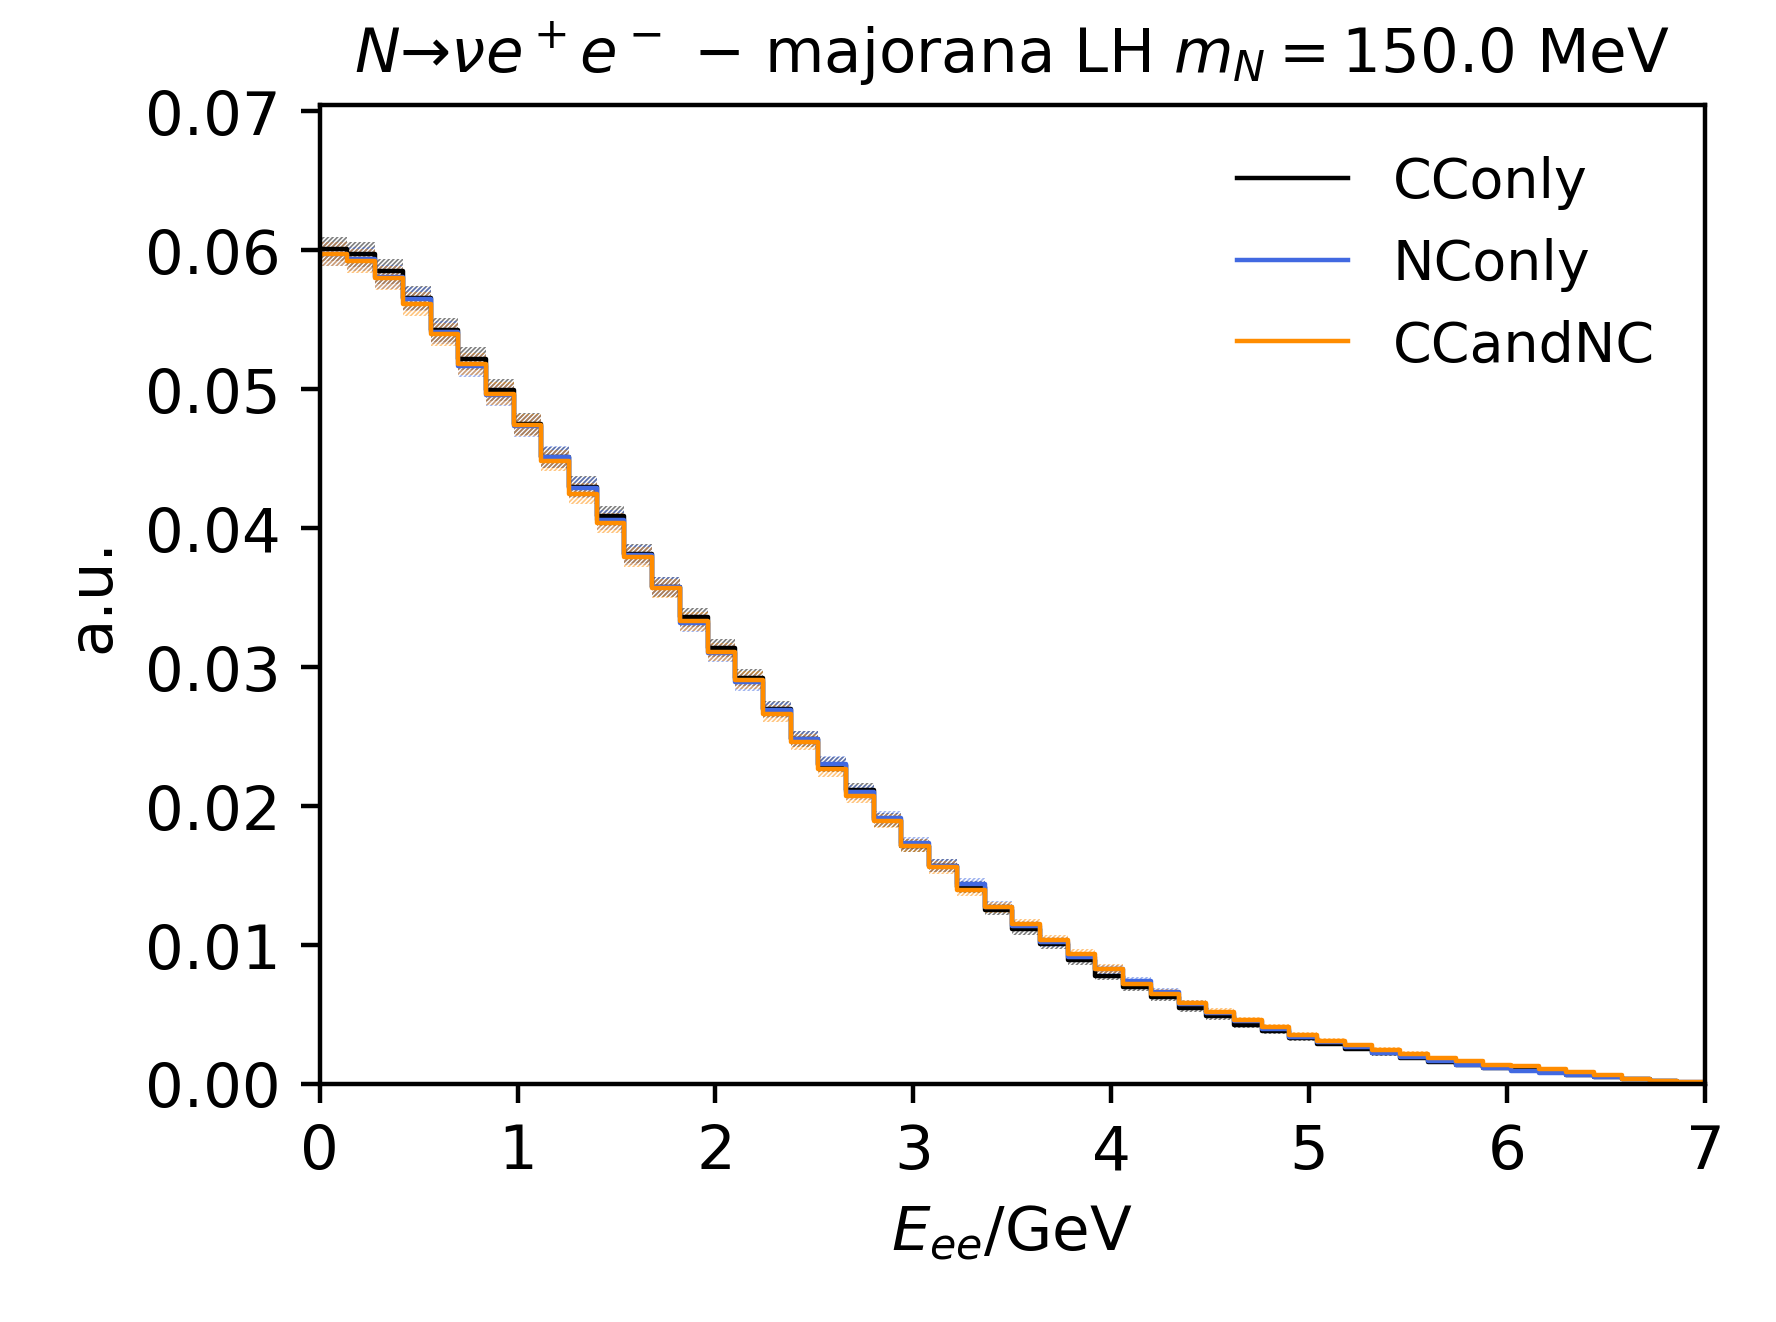 N→νe⁺e⁻ − majorana LH m_N = 150.0 MeV
0.07
0.06
0.05
0.04
0.03
0.02
0.01
0.00
a.u.
CConly
NConly
CCandNC
0 1 2 3 4 5 6 7
E_ee/GeV